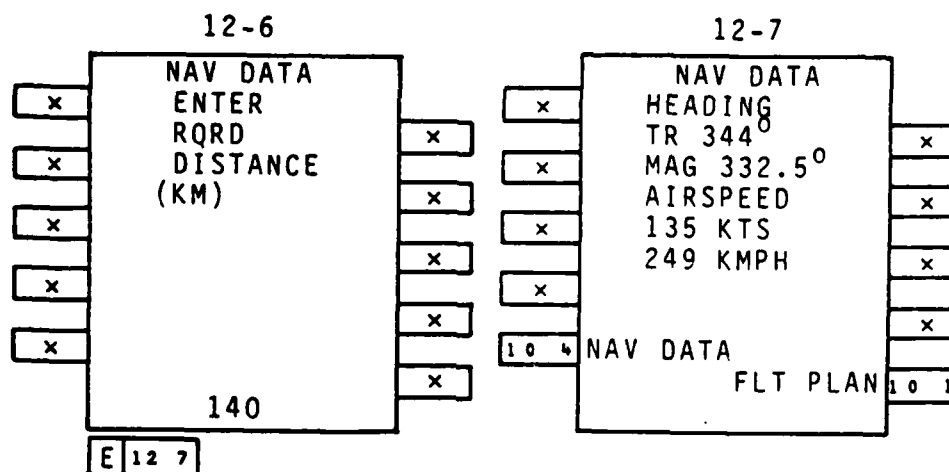 12-6
NAV DATA
ENTER
RQRD
DISTANCE
(KM)
140
E 12 7
x
x
x
x
x
x
x
x
x
x
12-7
NAV DATA
HEADING
TR 344°
MAG 332.5°
AIRSPEED
135 KTS
249 KMPH
10 4 NAV DATA
FLT PLAN 10 1
x
x
x
x
x
x
x
x